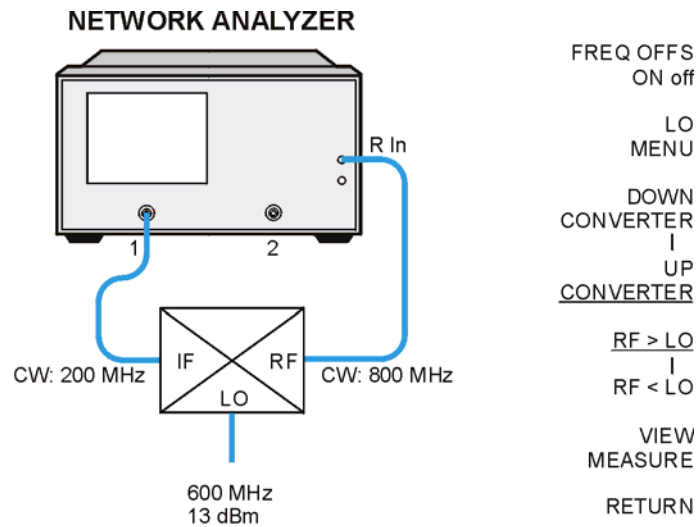 NETWORK ANALYZER
R In
1
2
IF
RF
LO
CW: 200 MHz
CW: 800 MHz
600 MHz
13 dBm
FREQ OFFS
ON off
LO
MENU
DOWN
CONVERTER
UP
CONVERTER
RF > LO
RF < LO
VIEW
MEASURE
RETURN